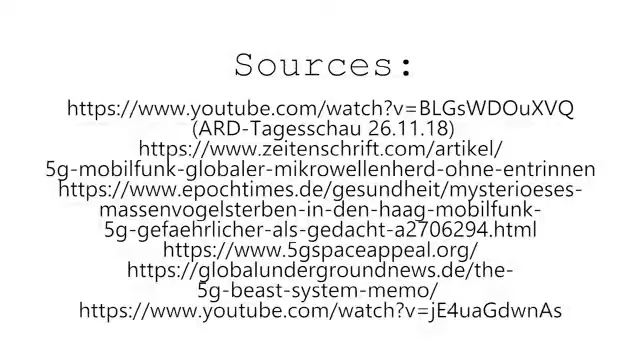 Sources:
https://www.youtube.com/watch?v=BLGsWDOuXVQ
(ARD-Tagesschau 26.11.18)
https://www.zeitenschrift.com/artikel/
5g-mobilfunk-globaler-mikrowellenherd-ohne-entrinnen
https://www.epochtimes.de/gesundheit/mysterioeses-
massenvogelsterben-in-den-haag-mobilfunk-
5g-gefaehrlicher-als-gedacht-a2706294.html
https://www.5gspaceappeal.org/
https://globalundergroundnews.de/the-
5g-beast-system-memo/
https://www.youtube.com/watch?v=jE4uaGdwnAs